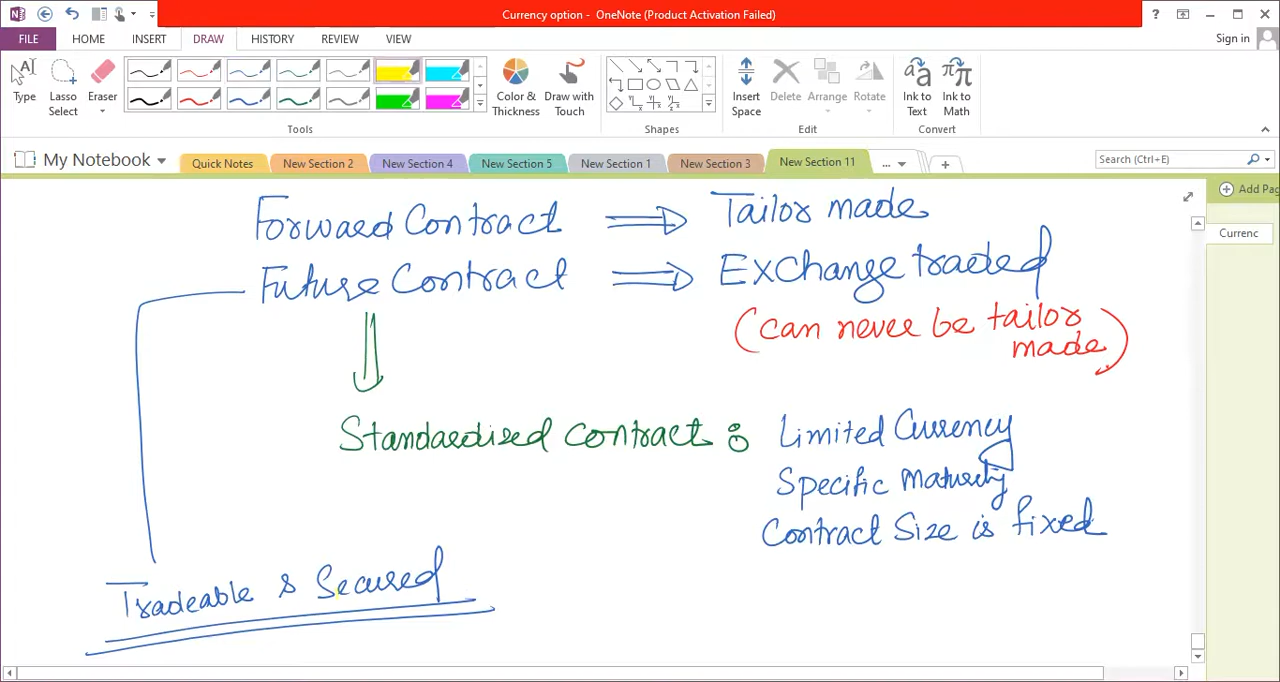 Currency option - OneNote (Product Activation Failed)
?
FILE HOME INSERT DRAW HISTORY REVIEW VIEW
Sign in
Type
Lasso Select
Eraser
Color & Thickness
Draw with Touch
Insert Space
Delete
Arrange
Rotate
Ink to Text
Ink to Math
Tools
Shapes
Edit
Convert
My Notebook
Quick Notes New Section 2 New Section 4 New Section 5 New Section 1 New Section 3 New Section 11 ...
Search (Ctrl+E)
Add Pag
Currenc
Forward Contract ⇒ Tailor made
Future Contract ⇒ Exchange traded
(can never be tailor
made)
Standardised contract : Limited Currency
Specific Maturity
Contract Size is fixed
Tradeable & Secured